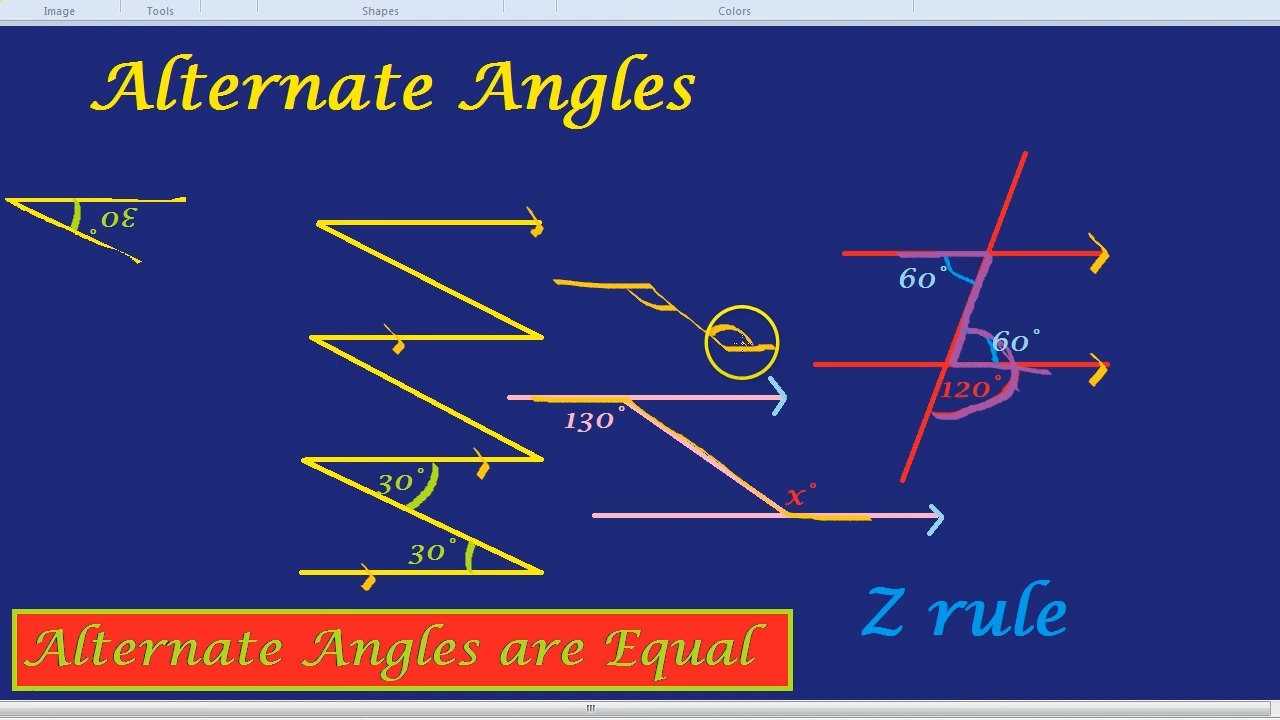 Image Tools Shapes Colors
Alternate Angles
30°
60°
60°
120°
130°
x°
30°
30°
Z rule
Alternate Angles are Equal